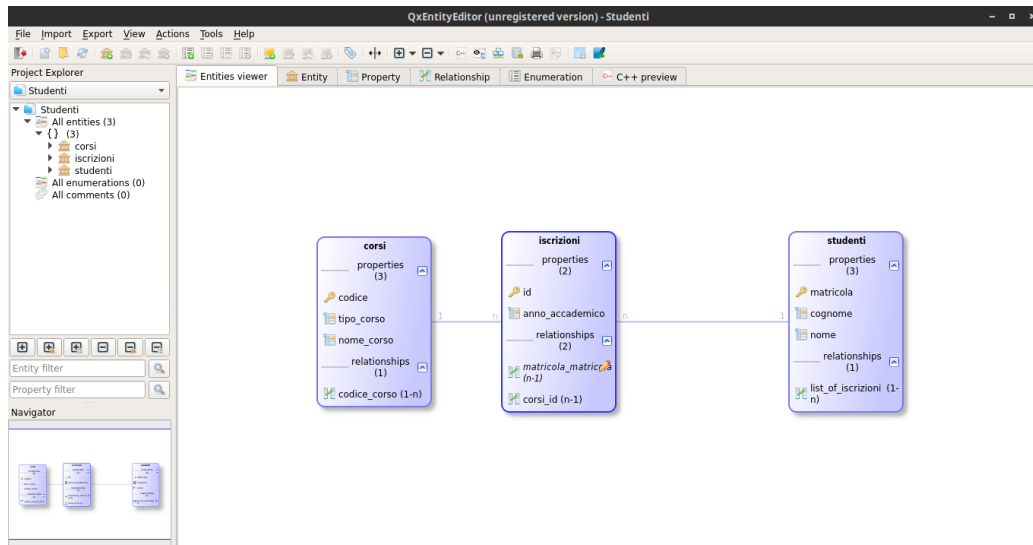 QxEntityEditor (unregistered version) - Studenti
File Import Export View Actions Tools Help
Project Explorer
Studenti
Studenti
All entities (3)
{ } (3)
corsi
iscrizioni
studenti
All enumerations (0)
All comments (0)
Entity filter
Property filter
Navigator
Entities viewer Entity Property Relationship Enumeration C++ preview
corsi
properties
(3)
codice
tipo_corso
nome_corso
relationships
(1)
codice_corso (1-n)
1
n
iscrizioni
properties
(2)
id
anno_accademico
relationships
(2)
(n-1)
corsi_id (n-1)
n
1
studenti
properties
(3)
matricola
cognome
nome
relationships
(1)
list_of_iscrizioni (1-
n)